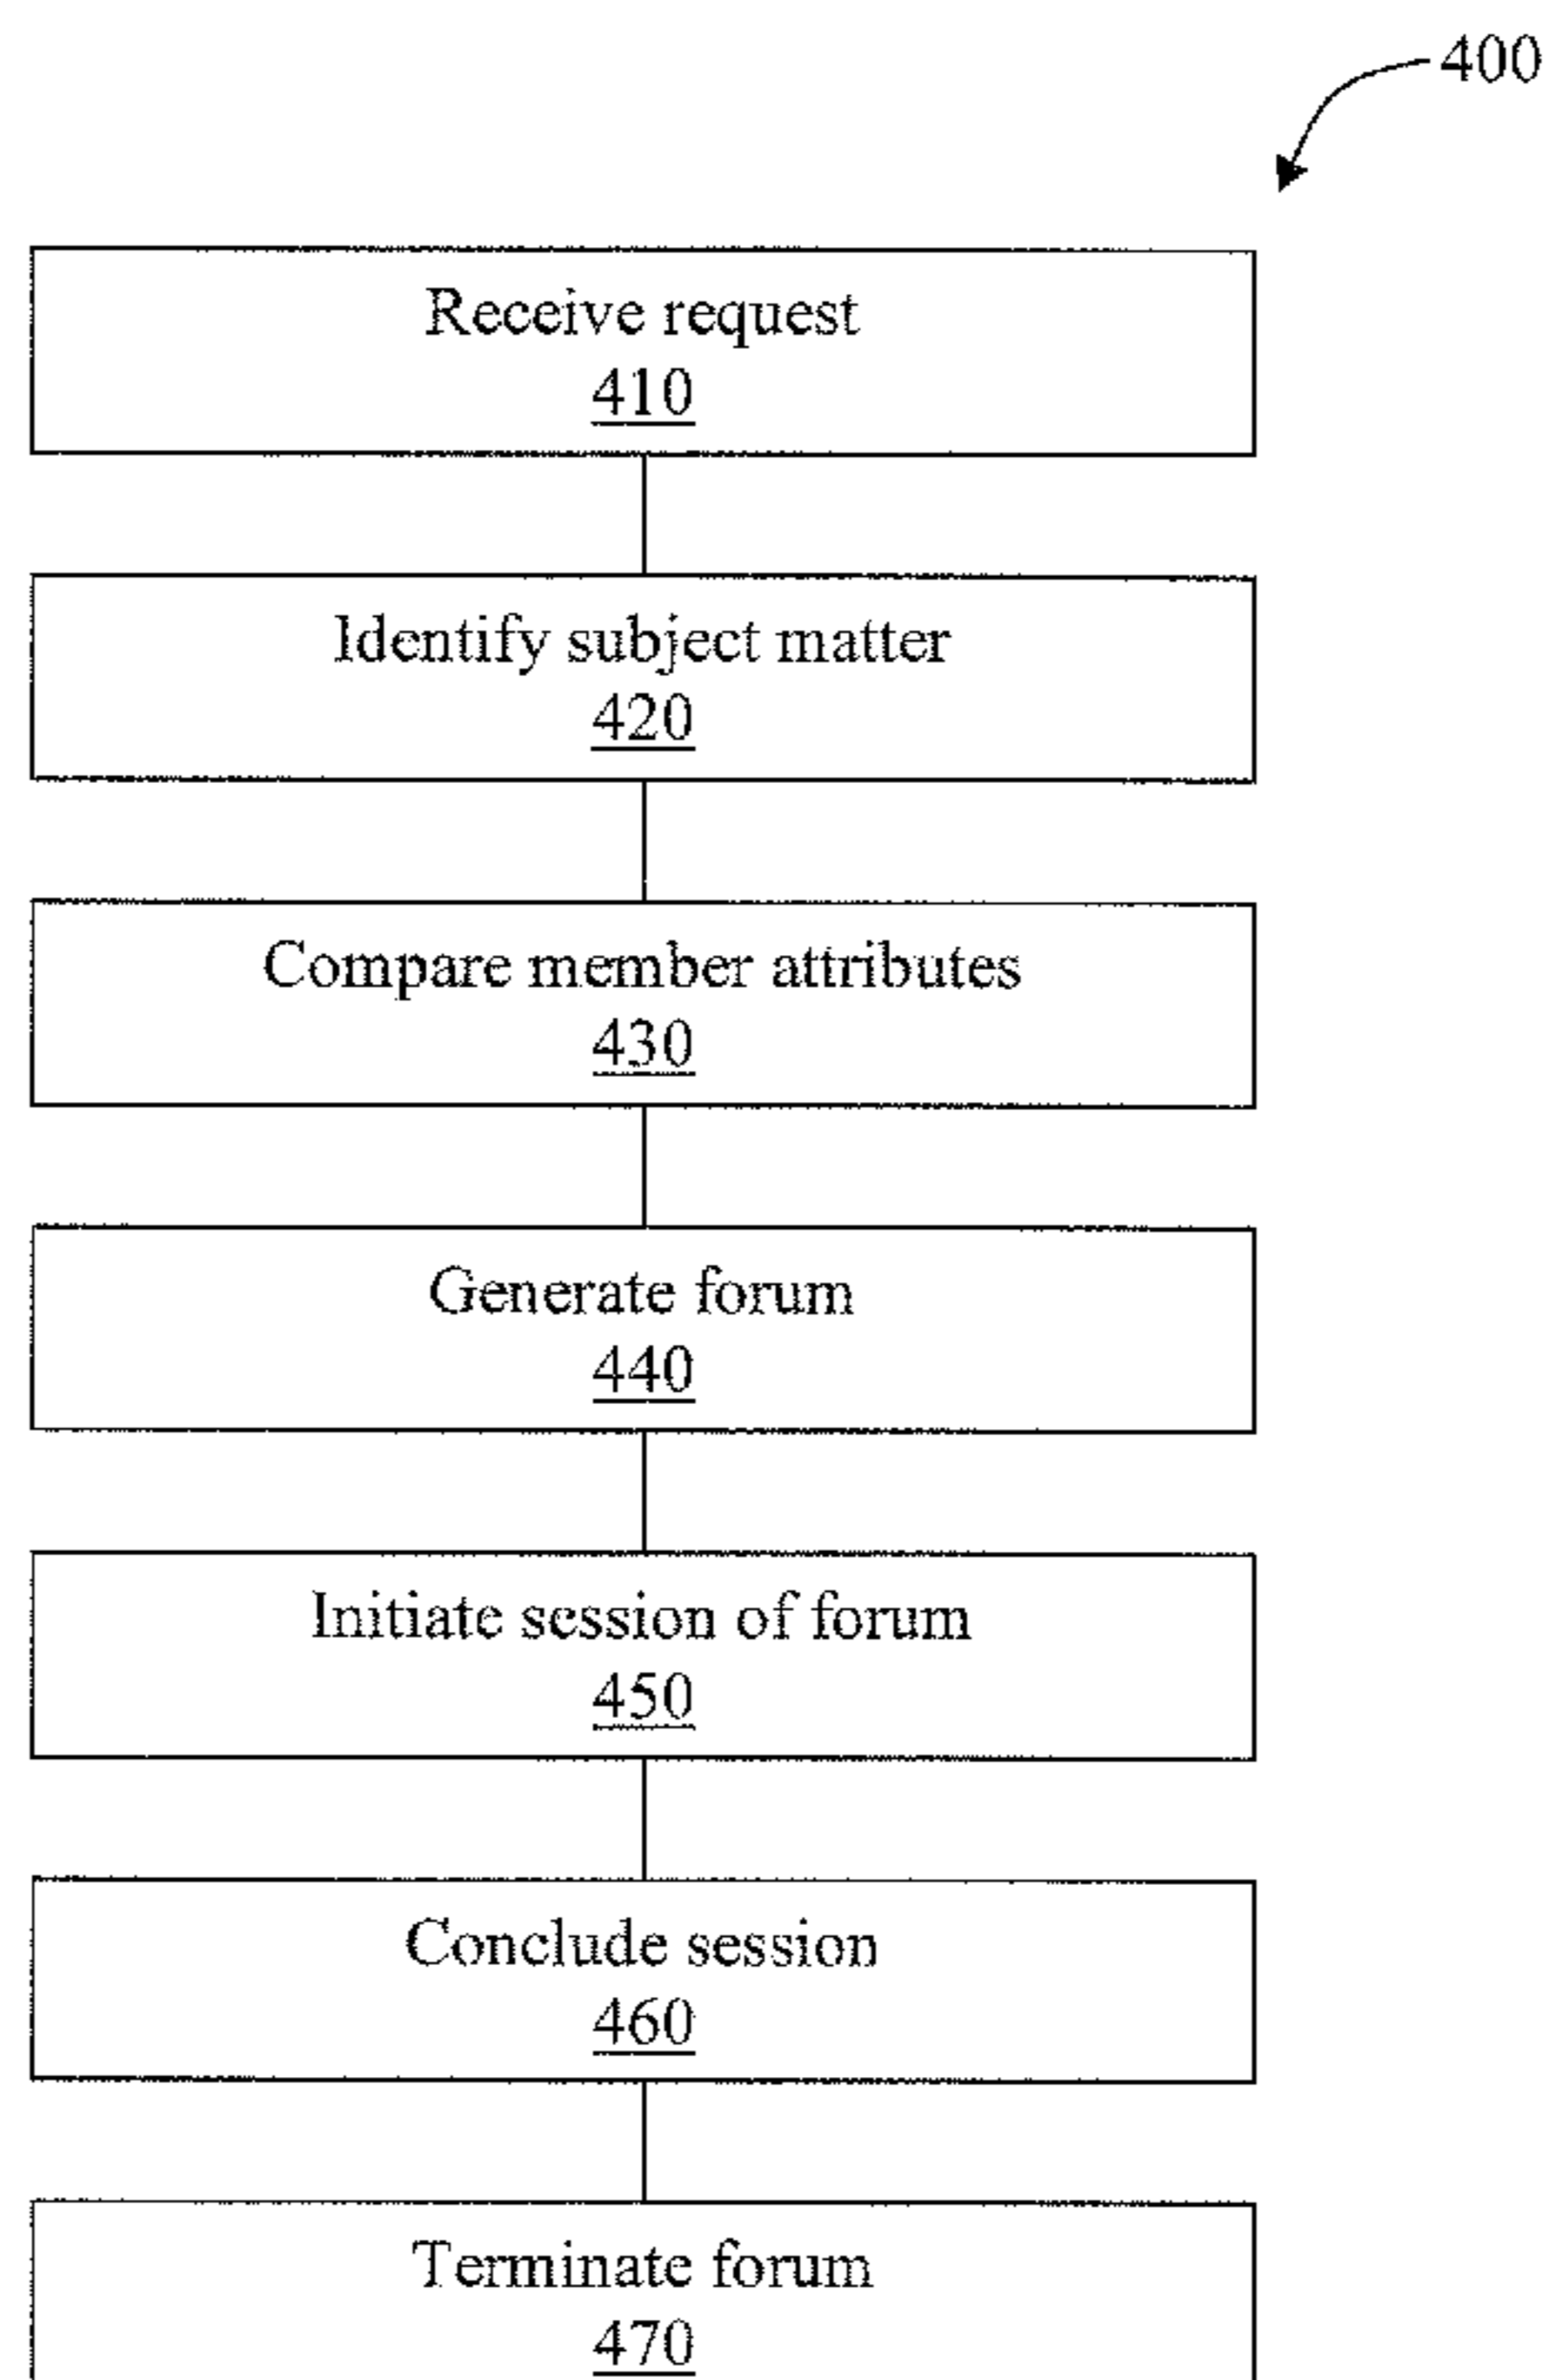 400
Receive request
410
Identify subject matter
420
Compare member attributes
430
Generate forum
440
Initiate session of forum
450
Conclude session
460
Terminate forum
470